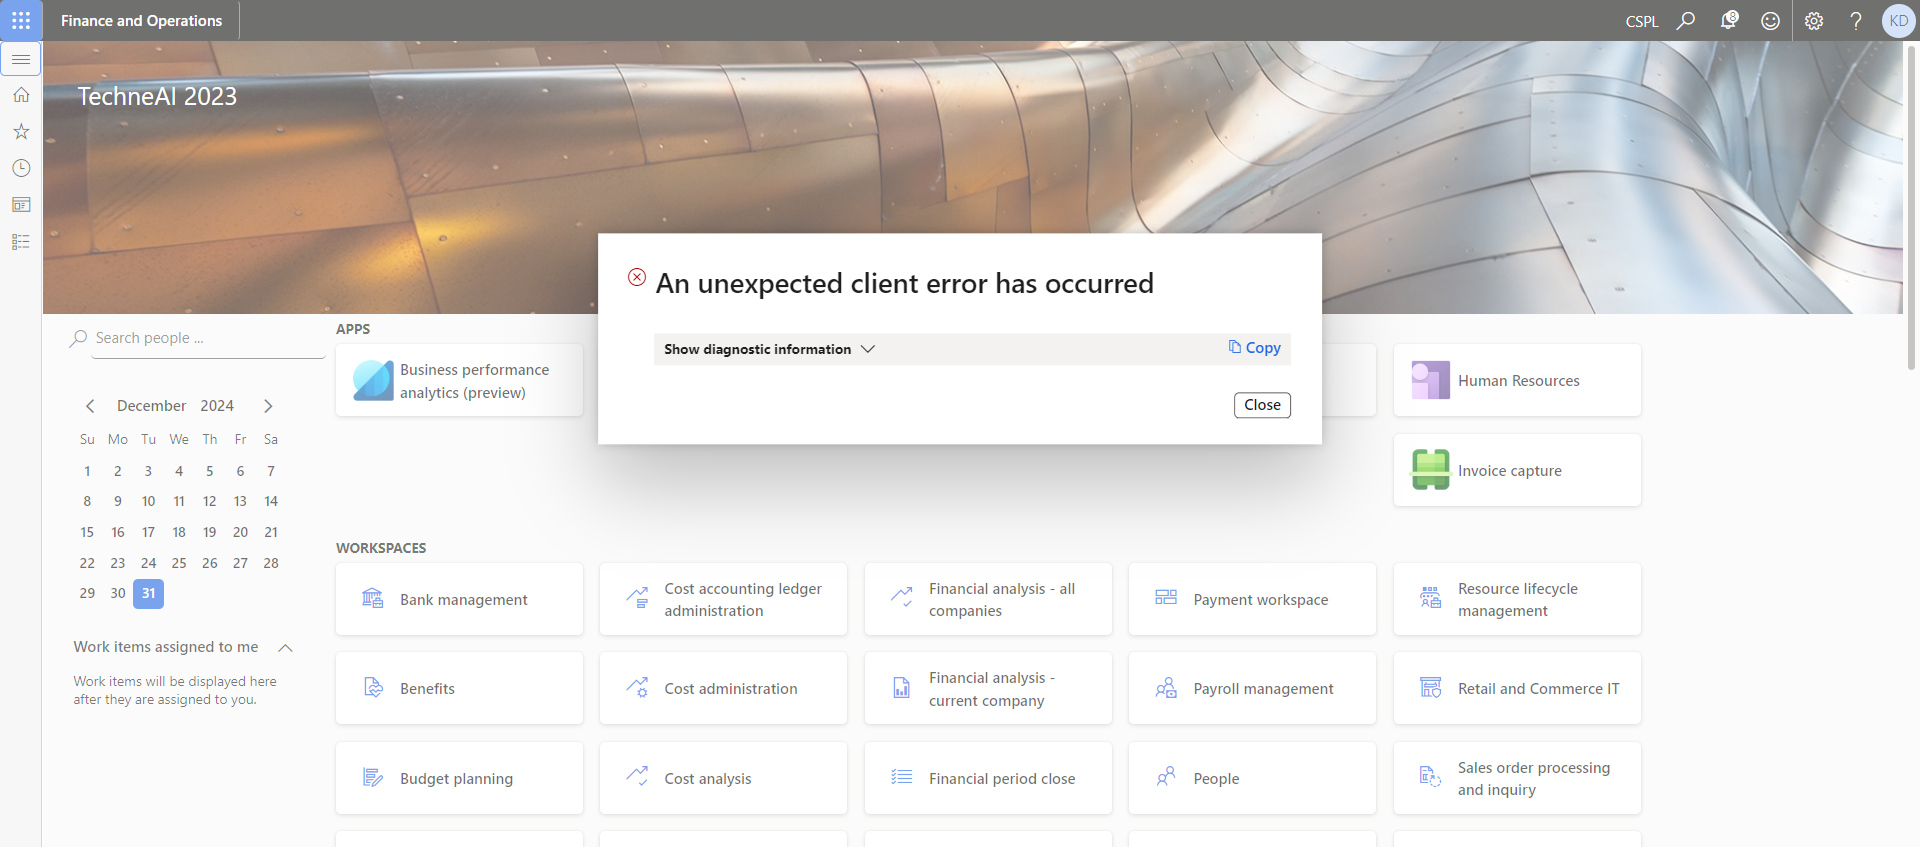 Finance and Operations
CSPL
8
KD
TechneAI 2023
An unexpected client error has occurred
Show diagnostic information
Copy
Close
Search people ...
December 2024
Su Mo Tu We Th Fr Sa
1 2 3 4 5 6 7
8 9 10 11 12 13 14
15 16 17 18 19 20 21
22 23 24 25 26 27 28
29 30 31
Work items assigned to me
Work items will be displayed here
after they are assigned to you.
APPS
Business performance
analytics (preview)
Human Resources
Invoice capture
WORKSPACES
Bank management
Cost accounting ledger
administration
Financial analysis - all
companies
Payment workspace
Resource lifecycle
management
Benefits
Cost administration
Financial analysis -
current company
Payroll management
Retail and Commerce IT
Budget planning
Cost analysis
Financial period close
People
Sales order processing
and inquiry